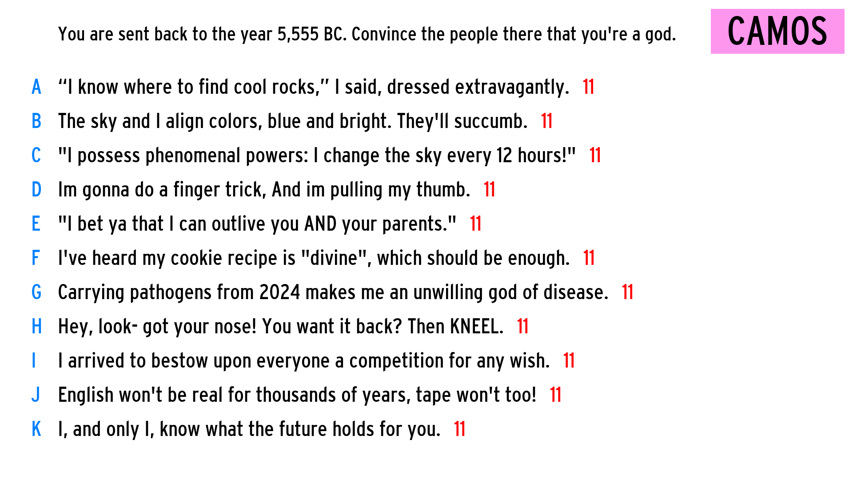 You are sent back to the year 5,555 BC. Convince the people there that you're a god.
CAMOS
A “I know where to find cool rocks,” I said, dressed extravagantly. 11
B The sky and I align colors, blue and bright. They'll succumb. 11
C "I possess phenomenal powers: I change the sky every 12 hours!" 11
D Im gonna do a finger trick, And im pulling my thumb. 11
E "I bet ya that I can outlive you AND your parents." 11
F I've heard my cookie recipe is "divine", which should be enough. 11
G Carrying pathogens from 2024 makes me an unwilling god of disease. 11
H Hey, look- got your nose! You want it back? Then KNEEL. 11
I I arrived to bestow upon everyone a competition for any wish. 11
J English won't be real for thousands of years, tape won't too! 11
K I, and only I, know what the future holds for you. 11